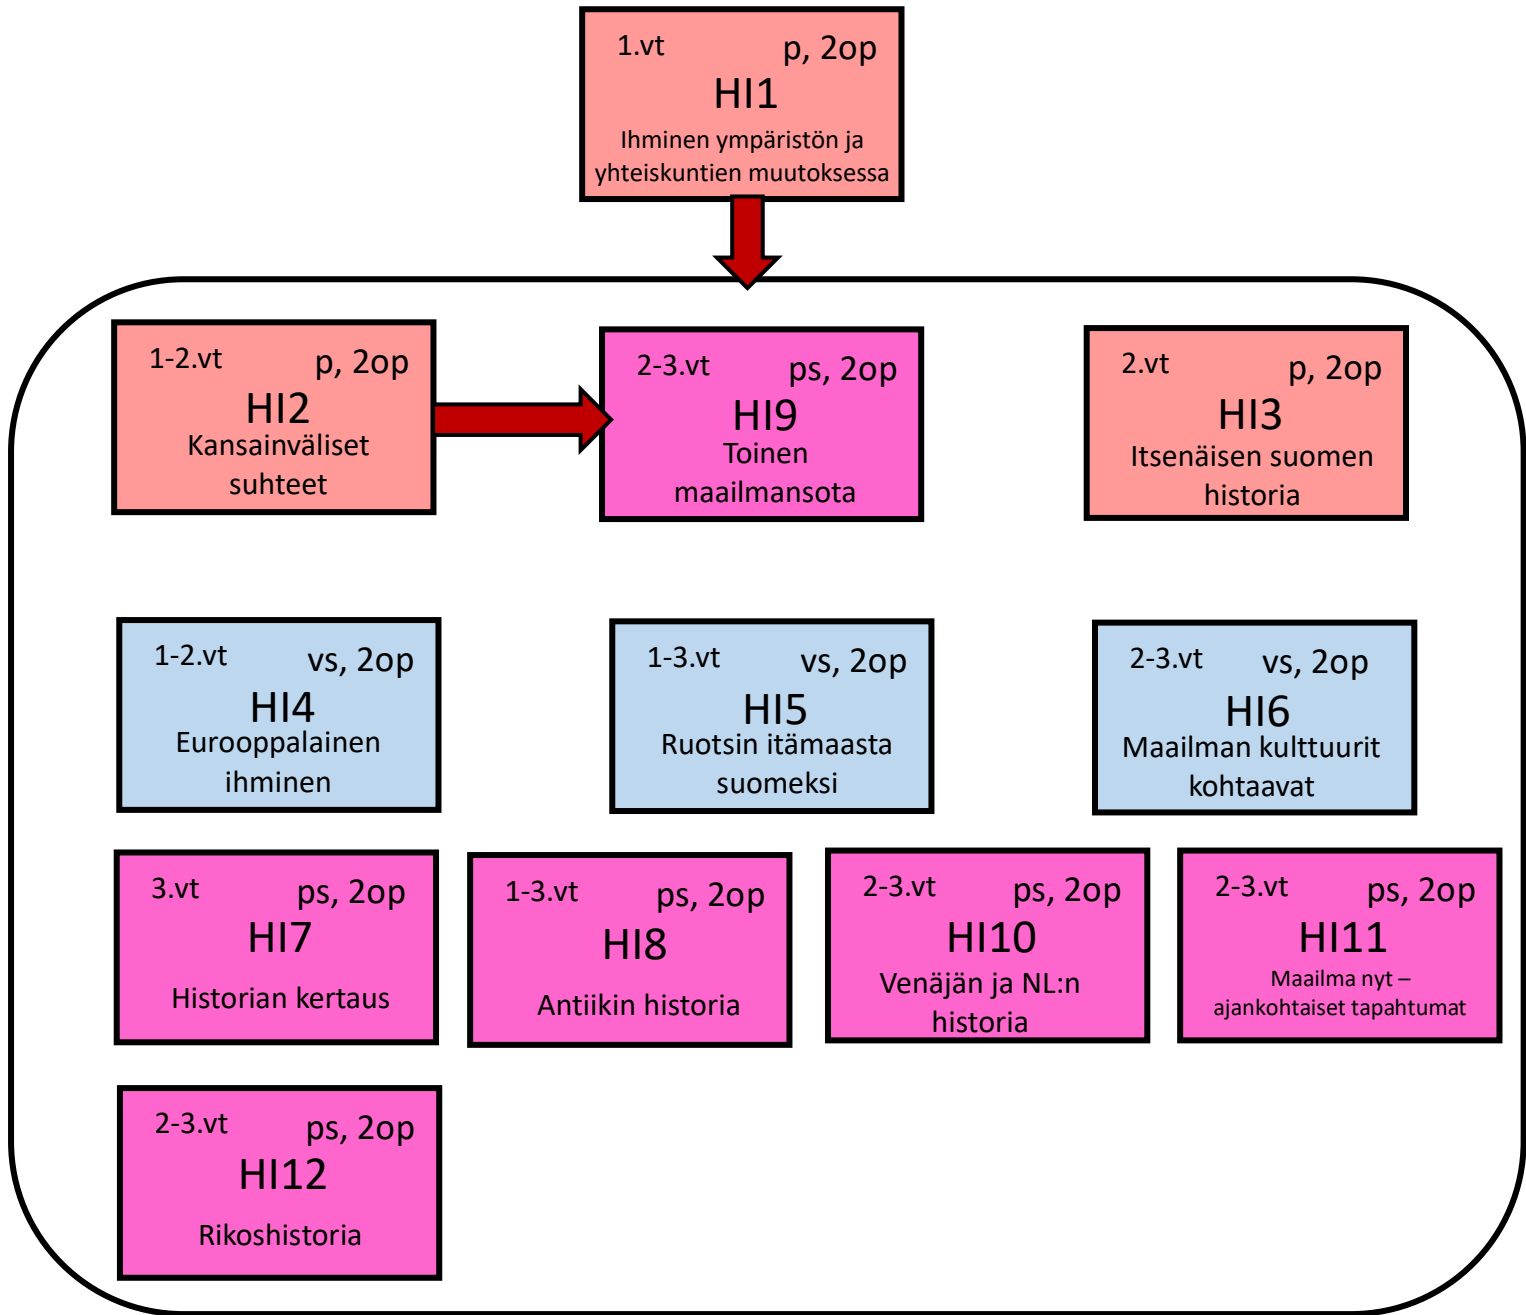 1.vt p, 2op
HI1
Ihminen ympäristön ja
yhteiskuntien muutoksessa
1-2.vt p, 2op
HI2
Kansainväliset
suhteet
2-3.vt ps, 2op
HI9
Toinen
maailmansota
2.vt p, 2op
HI3
Itsenäisen suomen
historia
1-2.vt vs, 2op
HI4
Eurooppalainen
ihminen
1-3.vt vs, 2op
HI5
Ruotsin itämaasta
suomeksi
2-3.vt vs, 2op
HI6
Maailman kulttuurit
kohtaavat
3.vt ps, 2op
HI7
Historian kertaus
1-3.vt ps, 2op
HI8
Antiikin historia
2-3.vt ps, 2op
HI10
Venäjän ja NL:n
historia
2-3.vt ps, 2op
HI11
Maailma nyt –
ajankohtaiset tapahtumat
2-3.vt ps, 2op
HI12
Rikoshistoria